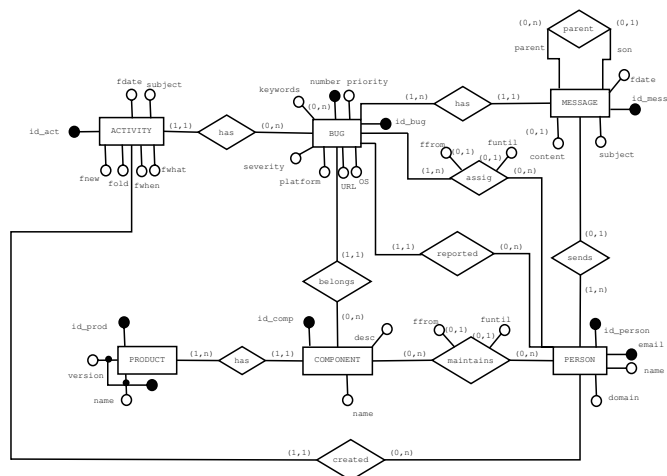 (0,n)
(0,1)
parent
parent
son
fdate
subject
keywords
number
priority
(0,n)
fdate
id_act
ACTIVITY
(1,1)
has
(0,n)
BUG
id_bug
(1,n)
has
(1,1)
MESSAGE
id_mess
fnew
fold
fwhen
fwhat
severity
platform
URL
OS
(0,1)
content
subject
ffrom
(0,1)
funtil
(0,1)
(1,n)
assig
(0,n)
(0,1)
(1,1)
reported
(0,n)
sends
(1,1)
belongs
(0,n)
(1,n)
id_prod
id_comp
desc
ffrom
(0,1)
funtil
(0,1)
id_person
email
PRODUCT
(1,n)
has
(1,1)
COMPONENT
(0,n)
maintains
(0,n)
PERSON
name
version
name
name
domain
(1,1)
created
(0,n)